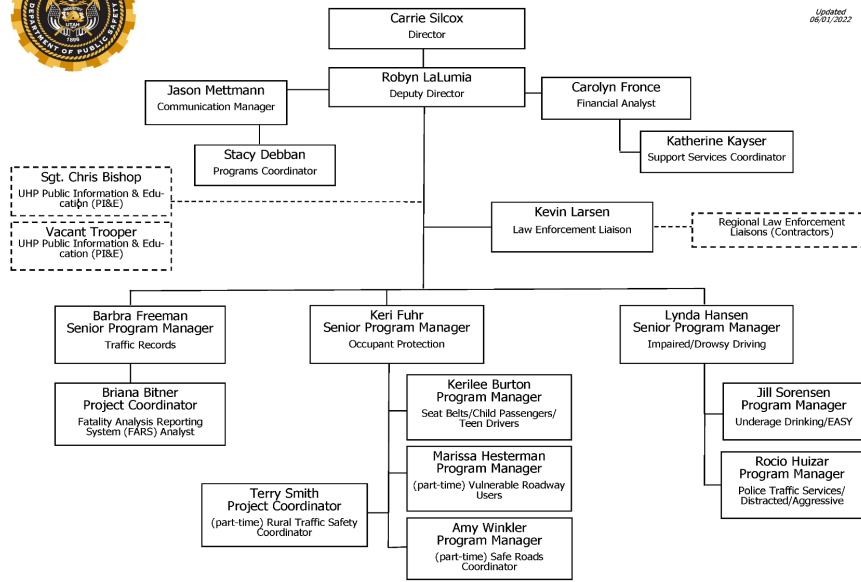 DEPARTMENT OF PUBLIC SAFETY
INDUSTRY
UTAH
1896
Updated
06/01/2022
Carrie Silcox
Director
Robyn LaLumia
Deputy Director
Jason Mettmann
Communication Manager
Carolyn Fronce
Financial Analyst
Stacy Debban
Programs Coordinator
Katherine Kayser
Support Services Coordinator
Sgt. Chris Bishop
UHP Public Information & Edu-
cation (PI&E)
Vacant Trooper
UHP Public Information & Edu-
cation (PI&E)
Kevin Larsen
Law Enforcement Liaison
Regional Law Enforcement
Liaisons (Contractors)
Barbra Freeman
Senior Program Manager
Traffic Records
Keri Fuhr
Senior Program Manager
Occupant Protection
Lynda Hansen
Senior Program Manager
Impaired/Drowsy Driving
Briana Bitner
Project Coordinator
Fatality Analysis Reporting
System (FARS) Analyst
Kerilee Burton
Program Manager
Seat Belts/Child Passengers/
Teen Drivers
Jill Sorensen
Program Manager
Underage Drinking/EASY
Marissa Hesterman
Program Manager
(part-time) Vulnerable Roadway
Users
Rocio Huizar
Program Manager
Police Traffic Services/
Distracted/Aggressive
Terry Smith
Project Coordinator
(part-time) Rural Traffic Safety
Coordinator
Amy Winkler
Program Manager
(part-time) Safe Roads
Coordinator